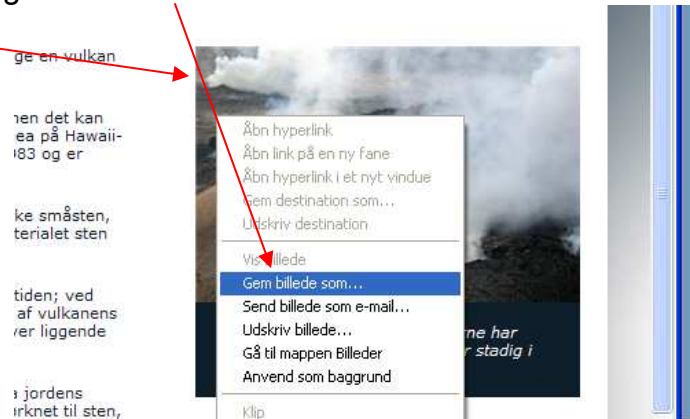 ge en vulkan
nen det kan
ea på Hawaii-
983 og er
ke småsten,
terialet sten
tiden; ved
af vulkanens
ver liggende
a jordens
ørknet til sten,
Åbn hyperlink
Åbn link på en ny fane
Åbn hyperlink i et nyt vindue
Gem destination som...
Udskriv destination
Vis billede
Gem billede som...
Send billede som e-mail...
Udskriv billede...
Gå til mappen Billeder
Anvend som baggrund
Klip
rne har
r stadig i